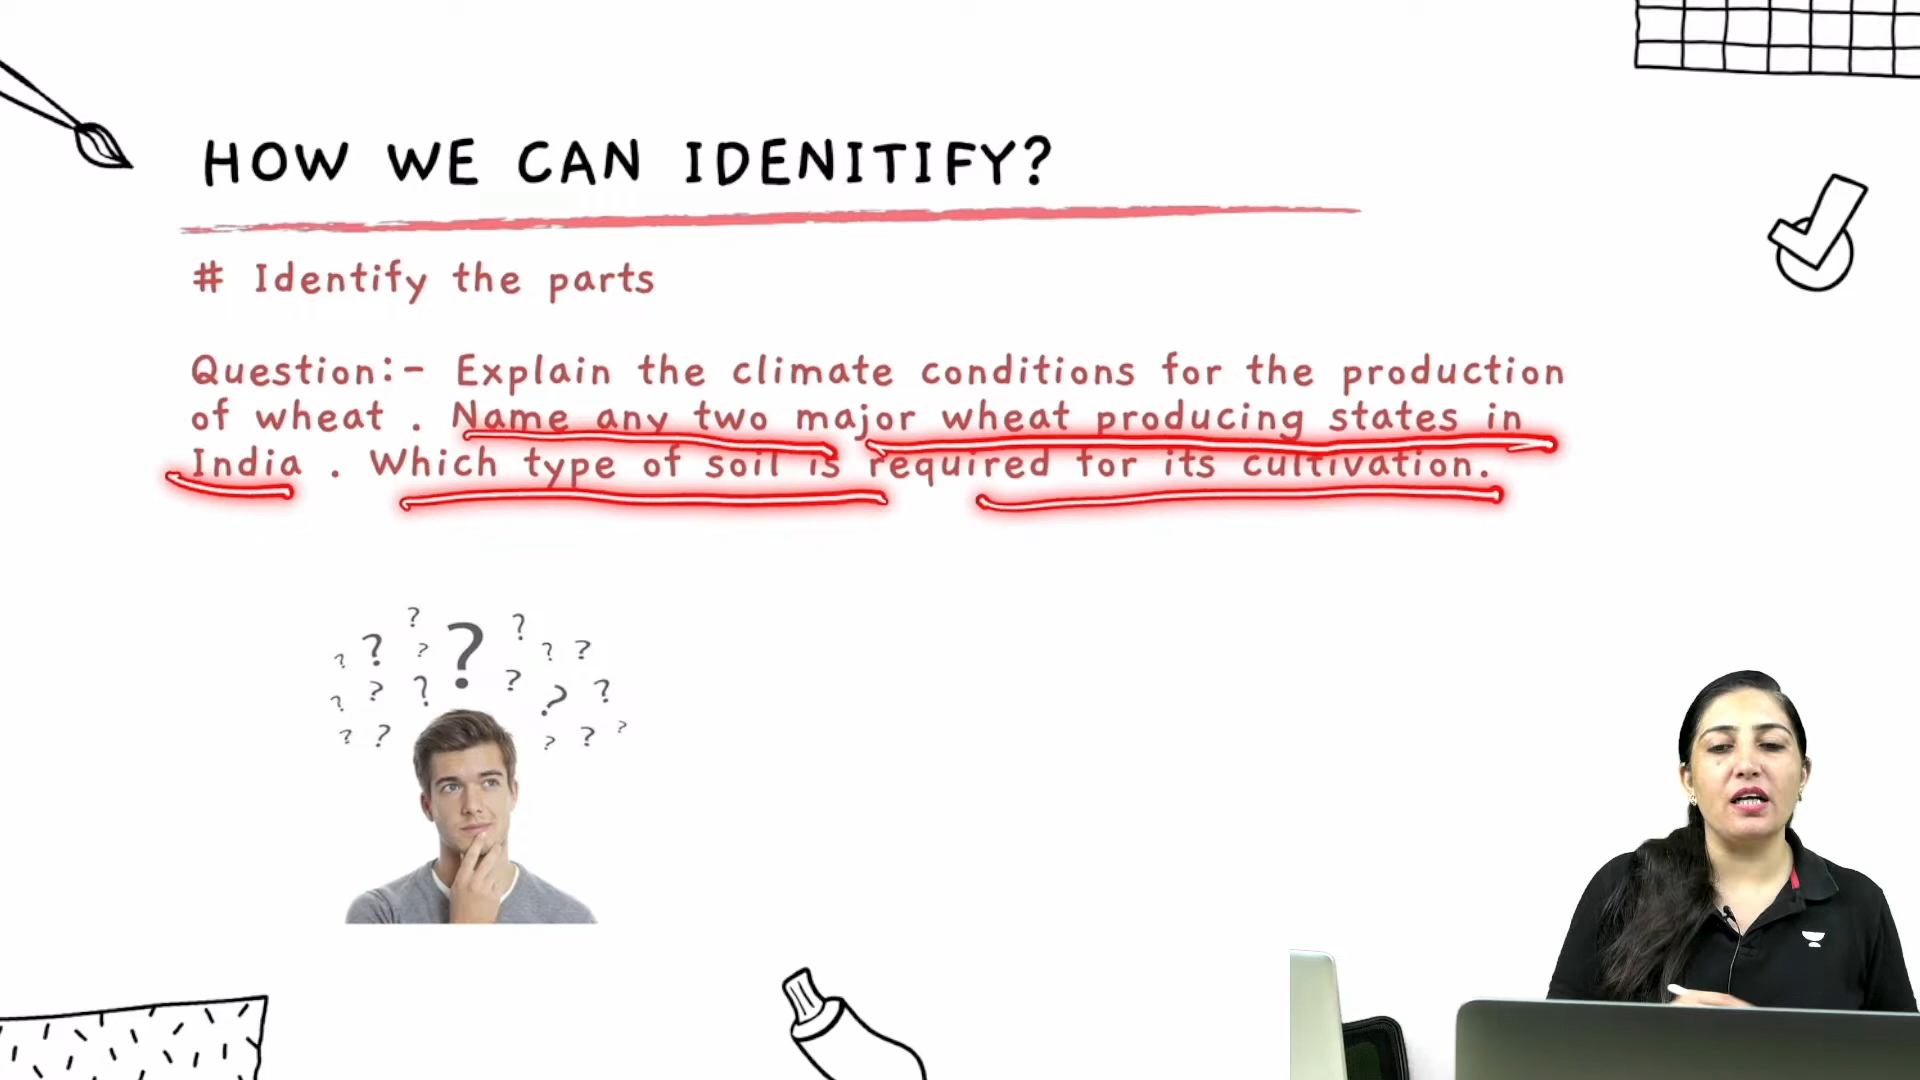 HOW WE CAN IDENITIFY?
# Identify the parts
Question:- Explain the climate conditions for the production
of wheat . Name any two major wheat producing states in
India . Which type of soil is required for its cultivation.